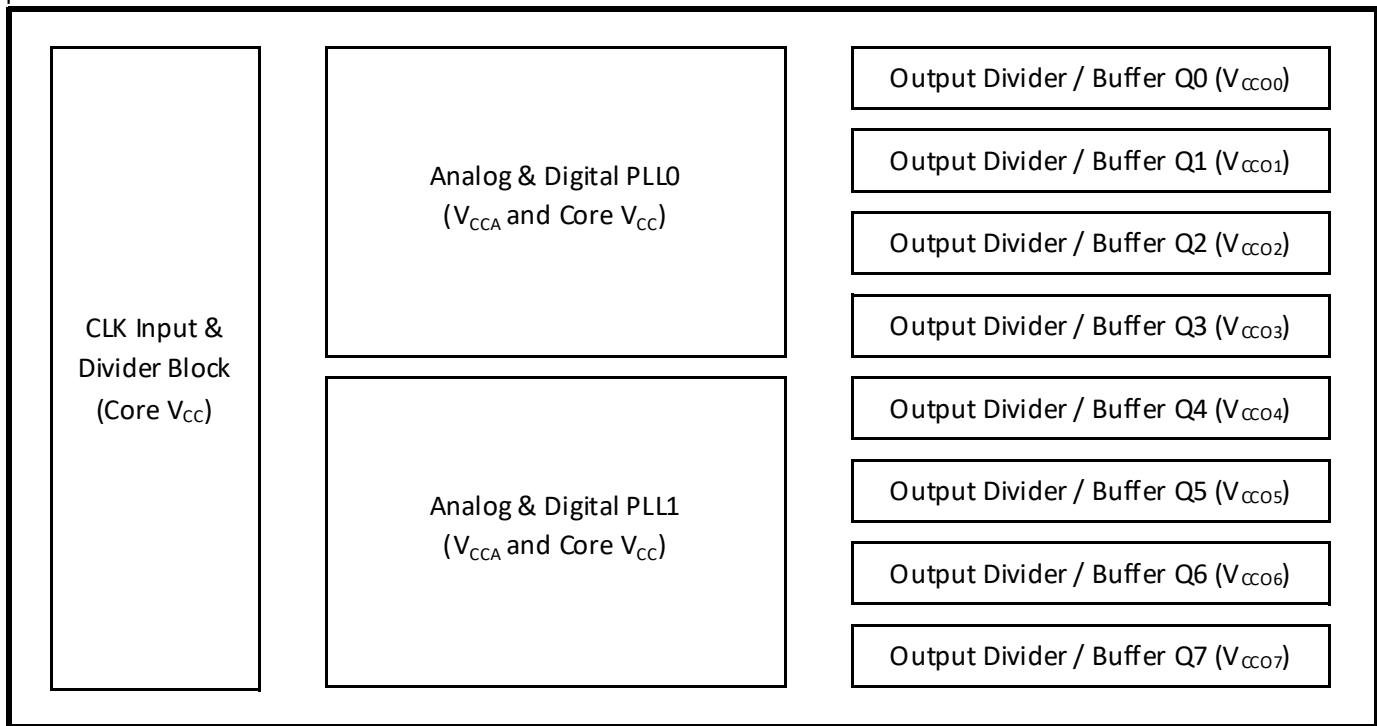 CLK Input &
Divider Block
(Core VCC)
Analog & Digital PLL0
(VCCA and Core VCC)
Analog & Digital PLL1
(VCCA and Core VCC)
Output Divider / Buffer Q0 (VCCO0)
Output Divider / Buffer Q1 (VCCO1)
Output Divider / Buffer Q2 (VCCO2)
Output Divider / Buffer Q3 (VCCO3)
Output Divider / Buffer Q4 (VCCO4)
Output Divider / Buffer Q5 (VCCO5)
Output Divider / Buffer Q6 (VCCO6)
Output Divider / Buffer Q7 (VCCO7)